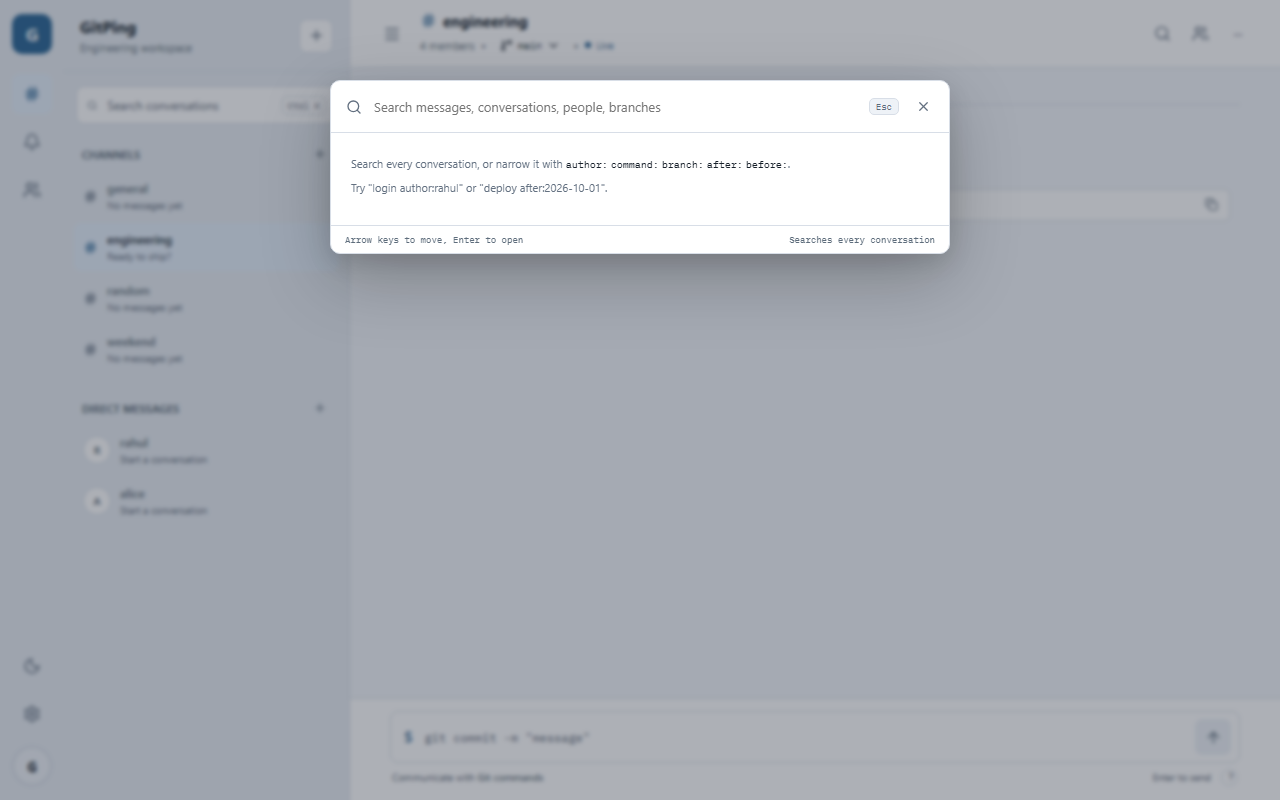 G
GitPing
Engineering workspace
Search conversations
CHANNELS
general
No messages yet
engineering
Ready to ship?
random
No messages yet
weekend
No messages yet
DIRECT MESSAGES
R
rahul
Start a conversation
A
alice
Start a conversation
G
# engineering
4 members
main
Live
Search messages, conversations, people, branches
Esc
Search every conversation, or narrow it with author: command: branch: after: before:.
Try "login author:rahul" or "deploy after:2026-10-01".
Arrow keys to move, Enter to open
Searches every conversation
$ git commit -m "message"
Communicate with Git commands
Enter to send
?